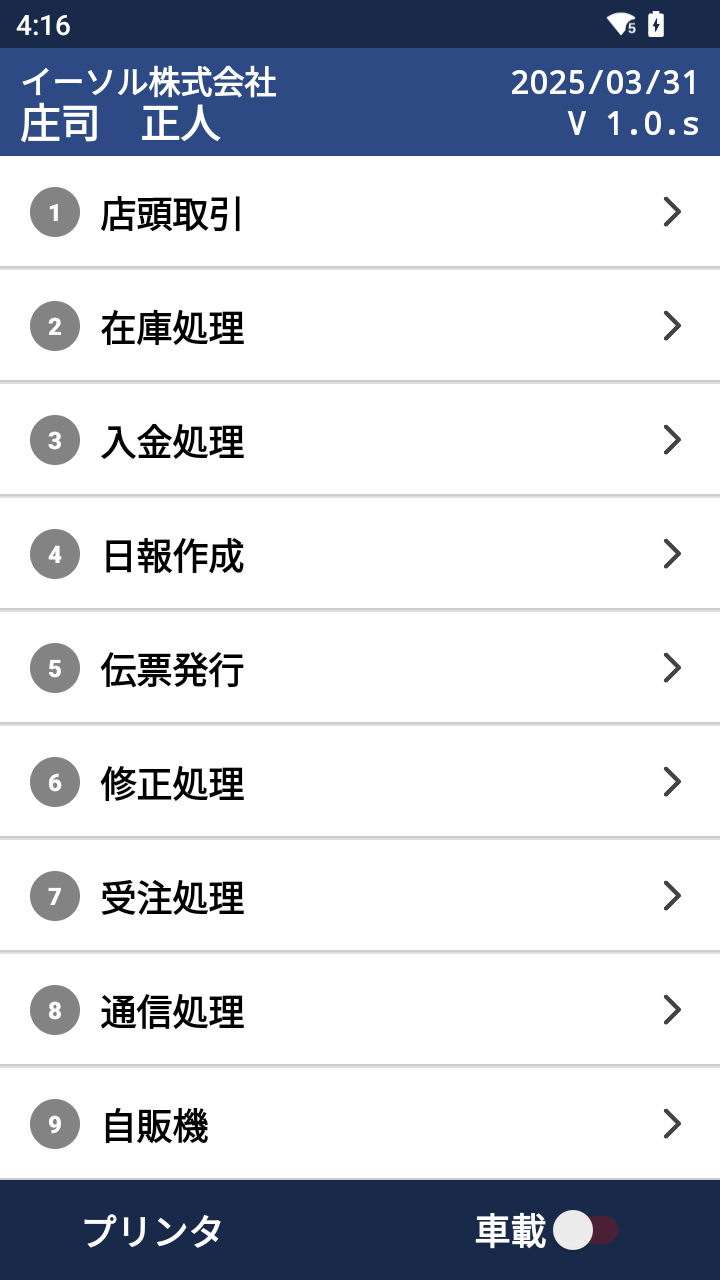 4:16
5
イーソル株式会社
2025/03/31
庄司　正人
V 1.0.s
1 店頭取引
2 在庫処理
3 入金処理
4 日報作成
5 伝票発行
6 修正処理
7 受注処理
8 通信処理
9 自販機
プリンタ
車載